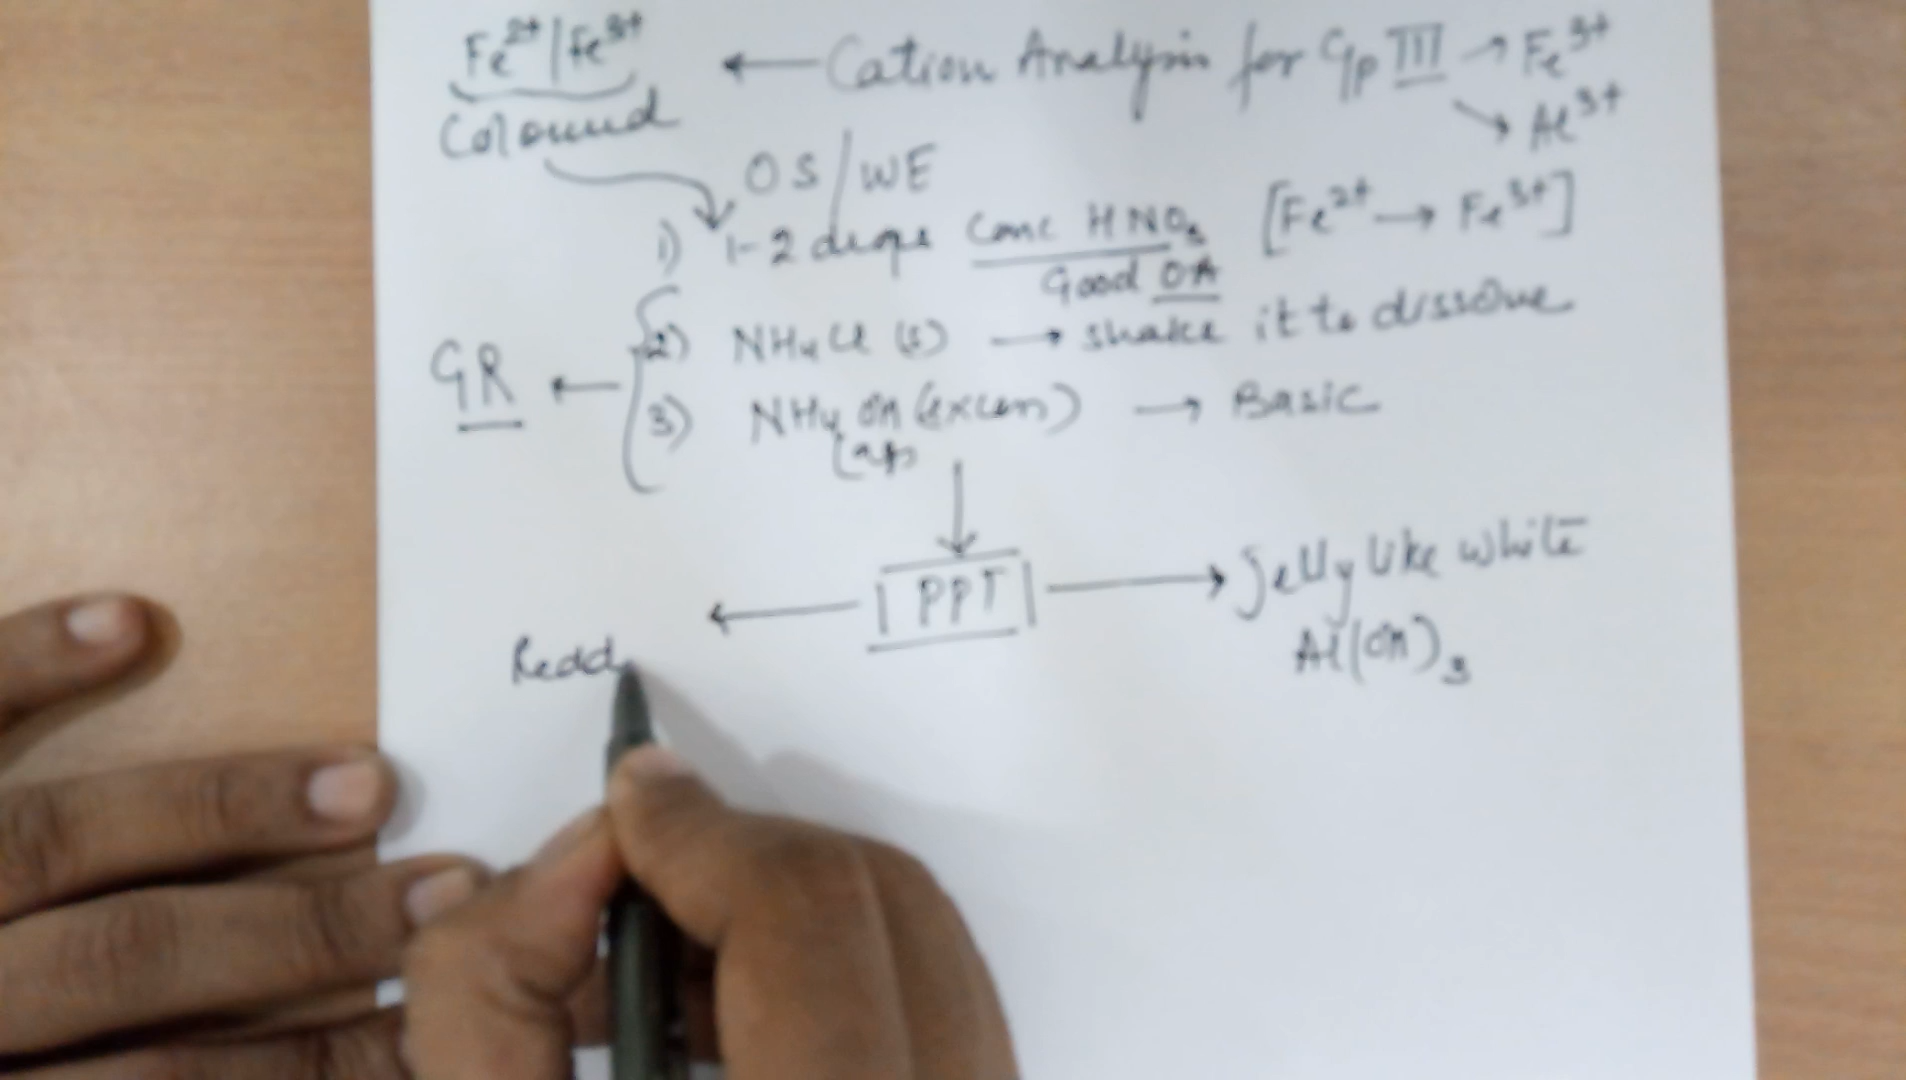 Fe²⁺ | Fe³⁺ ← Cation Analysis for Gp III → Fe³⁺
Coloured → Al³⁺
OS / WE
1) 1-2 drops Conc HNO₃ [Fe²⁺ → Fe³⁺]
Good OA
2) NH₄Cl (s) → shake it to dissolve
GR ←
3) NH₄OH (excess) → Basic
(aq)
← PPT → Jelly like white
Redd
Al(OH)₃